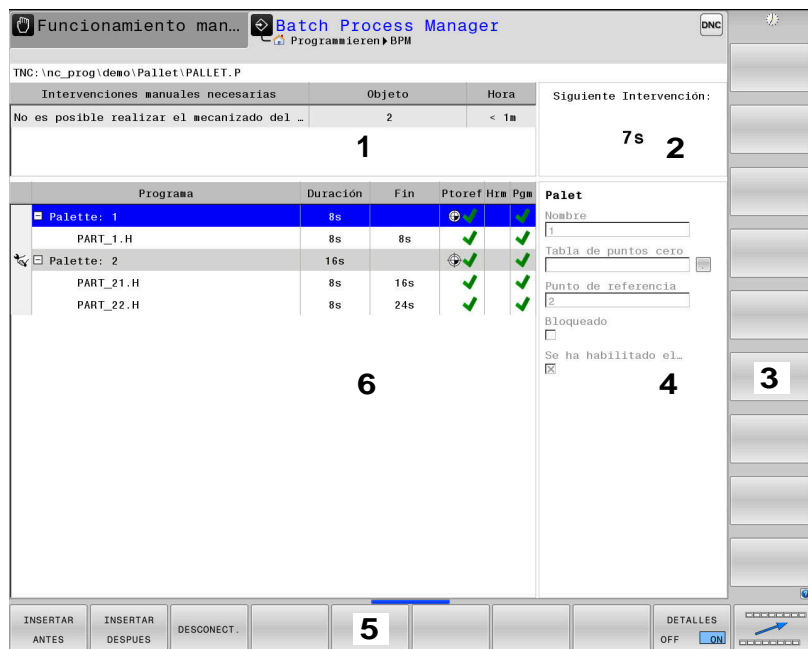 Funcionamiento man… Batch Process Manager DNC
Programmieren BPM
TNC:\nc_prog\demo\Pallet\PALLET.P
Intervenciones manuales necesarias Objeto Hora
No es posible realizar el mecanizado del … 2 < 1m
1
Siguiente Intervención:
7s
2
Programa Duración Fin Ptoref Hrm Pgm
Palette: 1 8s
PART_1.H 8s 8s
Palette: 2 16s
PART_21.H 8s 16s
PART_22.H 8s 24s
6
Palet
Nombre
1
Tabla de puntos cero
Punto de referencia
2
Bloqueado
Se ha habilitado el…
4
3
INSERTAR ANTES
INSERTAR DESPUES
DESCONECT.
5
DETALLES
OFF ON